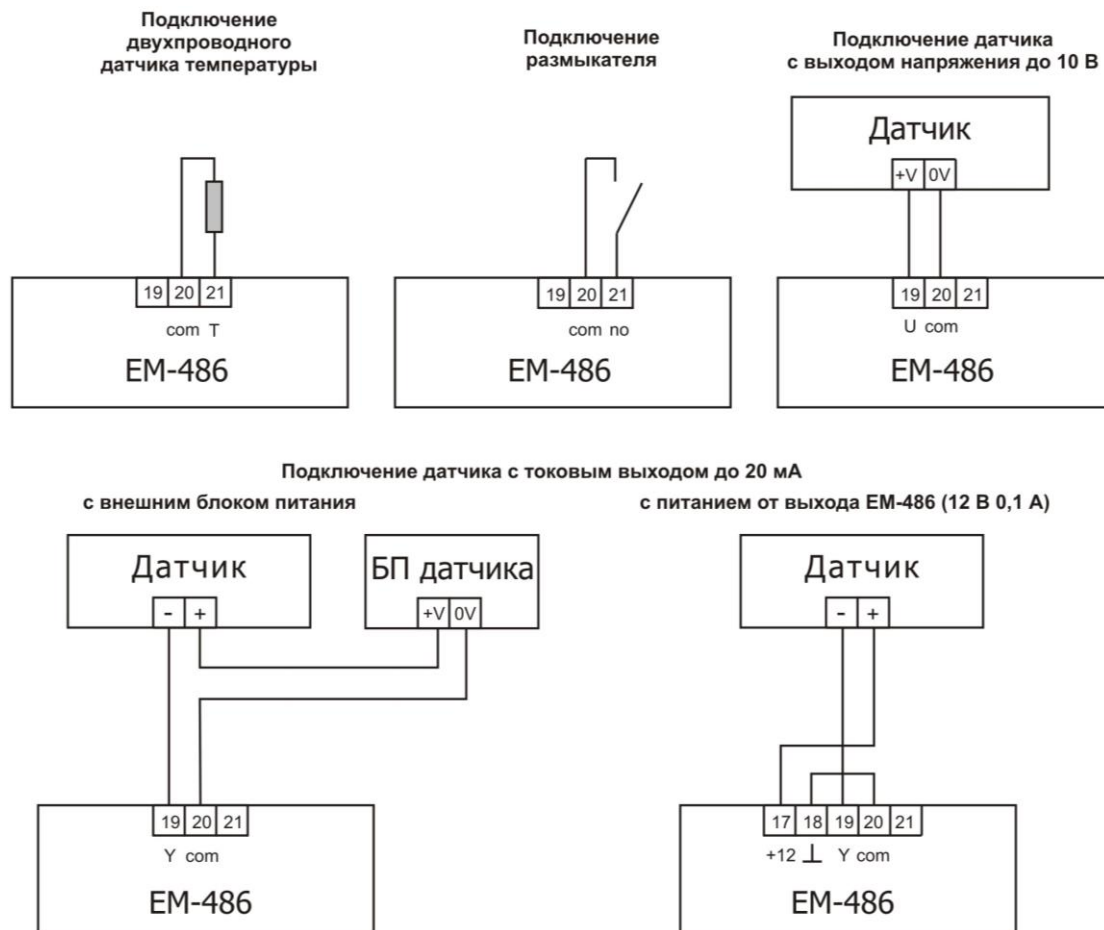 Подключение
двухпроводного
датчика температуры
19 20 21
com T
EM-486
Подключение
размыкателя
19 20 21
com no
EM-486
Подключение датчика
с выходом напряжения до 10 В
Датчик
+V 0V
19 20 21
U com
EM-486
Подключение датчика с токовым выходом до 20 мА
с внешним блоком питания
Датчик
- +
БП датчика
+V 0V
19 20 21
Y com
EM-486
с питанием от выхода EM-486 (12 В 0,1 А)
Датчик
- +
17 18 19 20 21
+12 ⊥ Y com
EM-486